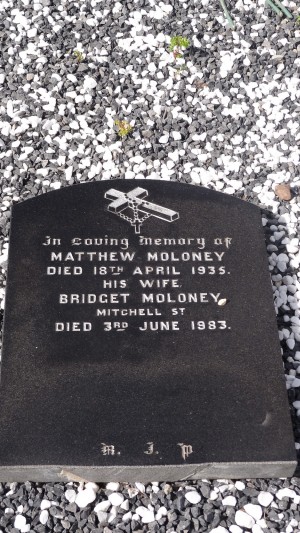 In Loving Memory of
MATTHEW MOLONEY
DIED 18TH APRIL 1935.
HIS WIFE
BRIDGET MOLONEY
MITCHELL ST
DIED 3RD JUNE 1983.
R. I. P